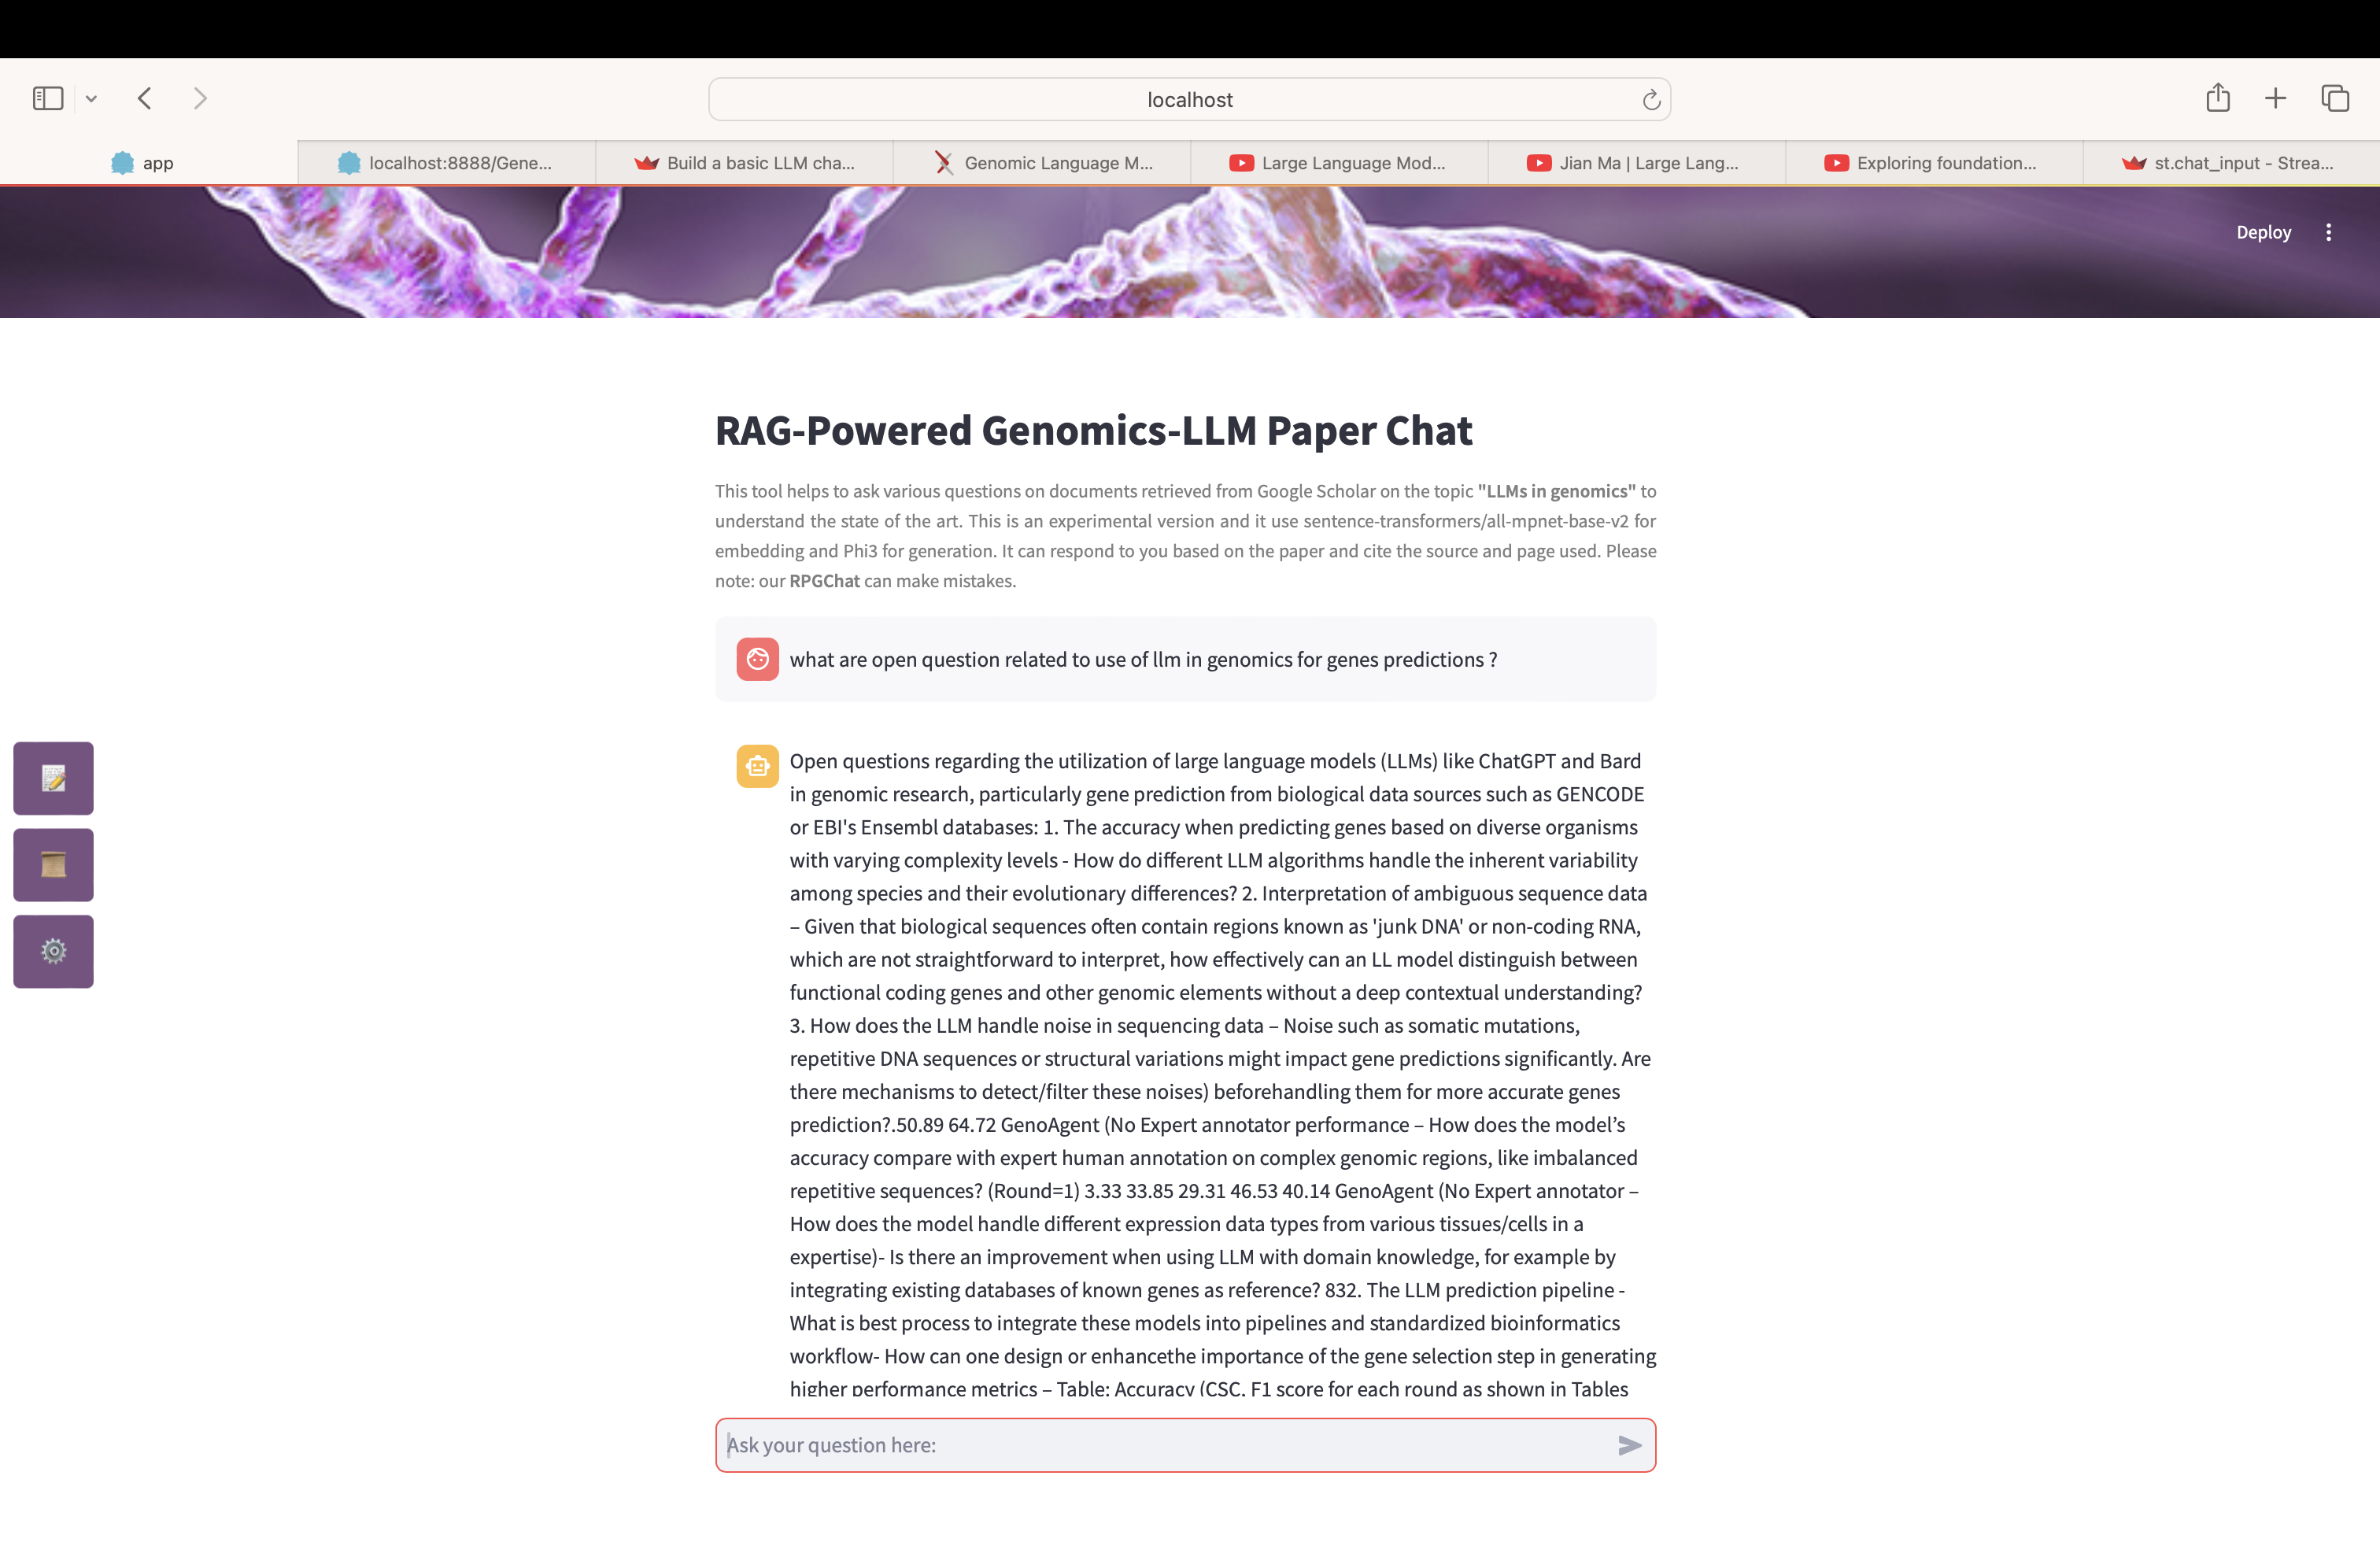 localhost
app
localhost:8888/Gene...
Build a basic LLM cha...
Genomic Language M...
Large Language Mod...
Jian Ma | Large Lang...
Exploring foundation...
st.chat_input - Strea...
Deploy
RAG-Powered Genomics-LLM Paper Chat
This tool helps to ask various questions on documents retrieved from Google Scholar on the topic "LLMs in genomics" to
understand the state of the art. This is an experimental version and it use sentence-transformers/all-mpnet-base-v2 for
embedding and Phi3 for generation. It can respond to you based on the paper and cite the source and page used. Please
note: our RPGChat can make mistakes.
what are open question related to use of llm in genomics for genes predictions ?
Open questions regarding the utilization of large language models (LLMs) like ChatGPT and Bard
in genomic research, particularly gene prediction from biological data sources such as GENCODE
or EBI's Ensembl databases: 1. The accuracy when predicting genes based on diverse organisms
with varying complexity levels - How do different LLM algorithms handle the inherent variability
among species and their evolutionary differences? 2. Interpretation of ambiguous sequence data
– Given that biological sequences often contain regions known as 'junk DNA' or non-coding RNA,
which are not straightforward to interpret, how effectively can an LL model distinguish between
functional coding genes and other genomic elements without a deep contextual understanding?
3. How does the LLM handle noise in sequencing data – Noise such as somatic mutations,
repetitive DNA sequences or structural variations might impact gene predictions significantly. Are
there mechanisms to detect/filter these noises) beforehandling them for more accurate genes
prediction?.50.89 64.72 GenoAgent (No Expert annotator performance – How does the model’s
accuracy compare with expert human annotation on complex genomic regions, like imbalanced
repetitive sequences? (Round=1) 3.33 33.85 29.31 46.53 40.14 GenoAgent (No Expert annotator –
How does the model handle different expression data types from various tissues/cells in a
expertise)- Is there an improvement when using LLM with domain knowledge, for example by
integrating existing databases of known genes as reference? 832. The LLM prediction pipeline -
What is best process to integrate these models into pipelines and standardized bioinformatics
workflow- How can one design or enhancethe importance of the gene selection step in generating
higher performance metrics – Table: Accuracy (CSC, F1 score for each round as shown in Tables
Ask your question here: